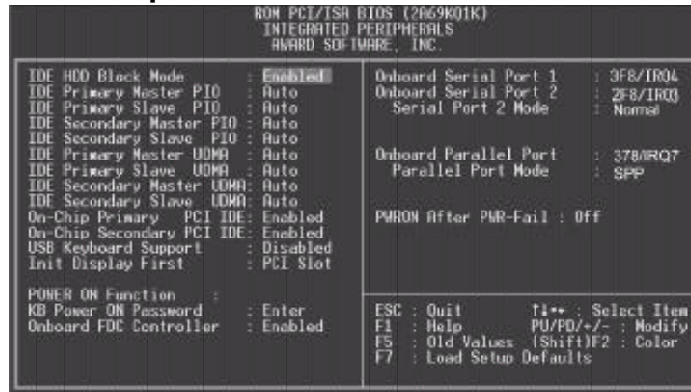 ROM PCI/ISA BIOS (2A69KQ1K)
INTEGRATED PERIPHERALS
AWARD SOFTWARE, INC.
IDE HDD Block Mode : Enabled
IDE Primary Master PIO : Auto
IDE Primary Slave PIO : Auto
IDE Secondary Master PIO : Auto
IDE Secondary Slave PIO : Auto
IDE Primary Master UDMA : Auto
IDE Primary Slave UDMA : Auto
IDE Secondary Master UDMA: Auto
IDE Secondary Slave UDMA: Auto
On-Chip Primary PCI IDE: Enabled
On-Chip Secondary PCI IDE: Enabled
USB Keyboard Support : Disabled
Init Display First : PCI Slot
POWER ON Function :
KB Power ON Password : Enter
Onboard FDC Controller : Enabled
Onboard Serial Port 1 : 3F8/IRQ4
Onboard Serial Port 2 : 2F8/IRQ3
Serial Port 2 Mode : Normal
Onboard Parallel Port : 378/IRQ7
Parallel Port Mode : SPP
PWRON After PWR-Fail : Off
ESC : Quit ↑↓→← : Select Item
F1 : Help PU/PD/+/- : Modify
F5 : Old Values (Shift)F2 : Color
F7 : Load Setup Defaults